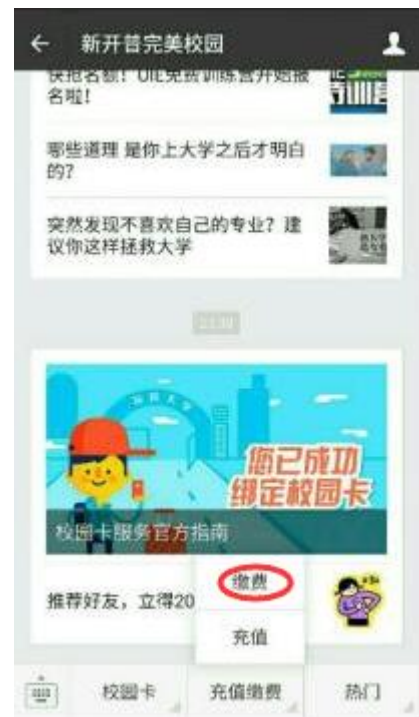 新开普完美校园
快抢名额！UIE免费训练营开始报
名啦！
哪些道理 是你上大学之后才明白
的？
突然发现不喜欢自己的专业？建
议你这样拯救大学
您已成功
绑定校园卡
校园卡服务官方指南
推荐好友，立得20
缴费
充值
校园卡
充值缴费
热门